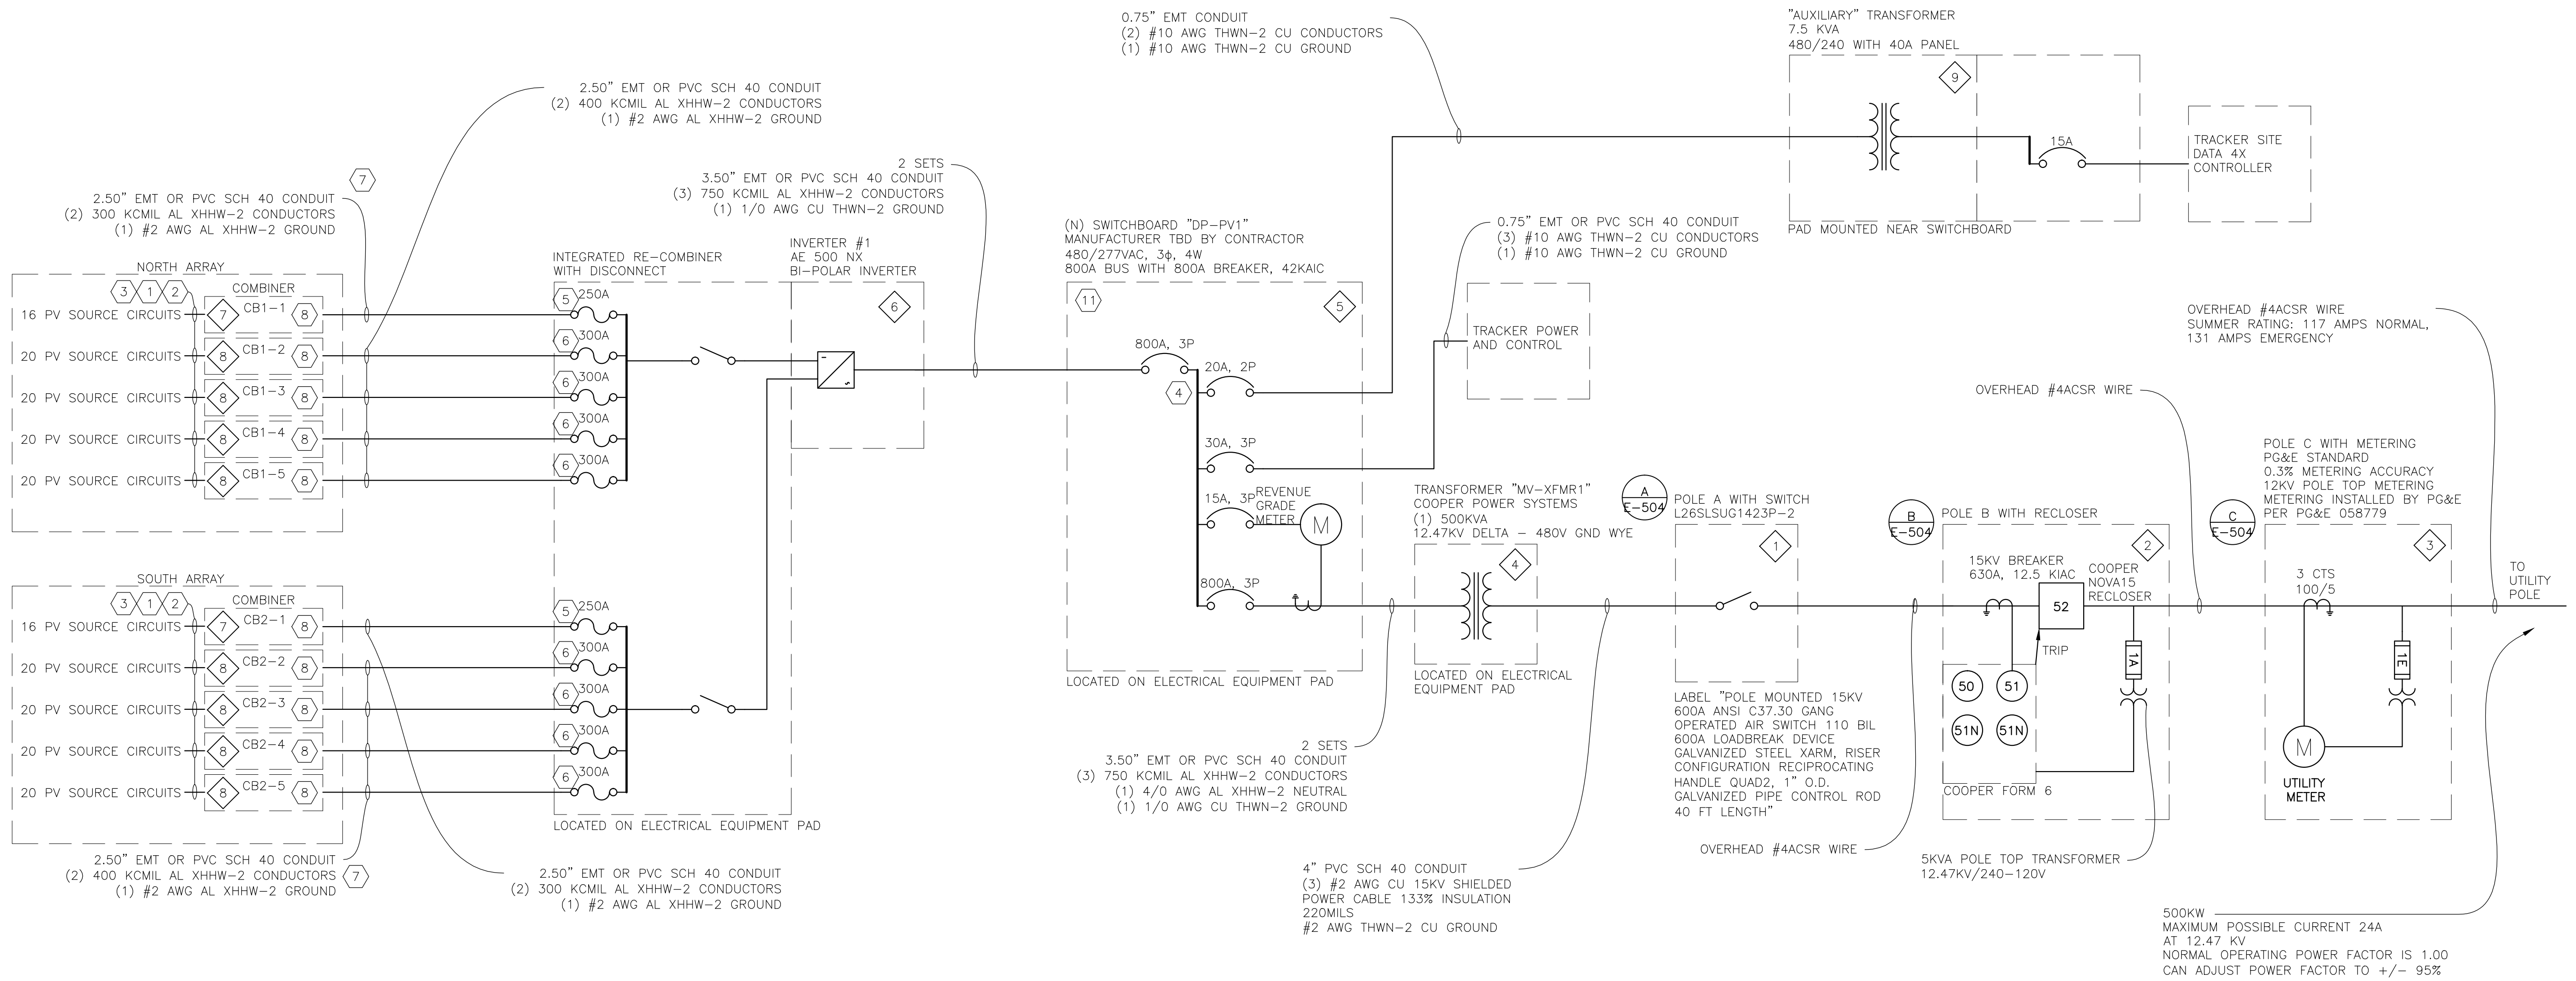 0.75" EMT CONDUIT
(2) #10 AWG THWN-2 CU CONDUCTORS
(1) #10 AWG THWN-2 CU GROUND
"AUXILIARY" TRANSFORMER
7.5 KVA
480/240 WITH 40A PANEL
9
15A
TRACKER SITE
DATA 4X
CONTROLLER
PAD MOUNTED NEAR SWITCHBOARD
2.50" EMT OR PVC SCH 40 CONDUIT
(2) 400 KCMIL AL XHHW-2 CONDUCTORS
(1) #2 AWG AL XHHW-2 GROUND
2 SETS
3.50" EMT OR PVC SCH 40 CONDUIT
(3) 750 KCMIL AL XHHW-2 CONDUCTORS
(1) 1/0 AWG CU THWN-2 GROUND
7
2.50" EMT OR PVC SCH 40 CONDUIT
(2) 300 KCMIL AL XHHW-2 CONDUCTORS
(1) #2 AWG AL XHHW-2 GROUND
NORTH ARRAY
3 1 2
COMBINER
16 PV SOURCE CIRCUITS 7 CB1-1 8
20 PV SOURCE CIRCUITS 8 CB1-2 8
20 PV SOURCE CIRCUITS 8 CB1-3 8
20 PV SOURCE CIRCUITS 8 CB1-4 8
20 PV SOURCE CIRCUITS 8 CB1-5 8
INTEGRATED RE-COMBINER
WITH DISCONNECT
5 250A
6 300A
6 300A
6 300A
6 300A
INVERTER #1
AE 500 NX
BI-POLAR INVERTER
6
SOUTH ARRAY
3 1 2
COMBINER
16 PV SOURCE CIRCUITS 7 CB2-1 8
20 PV SOURCE CIRCUITS 8 CB2-2 8
20 PV SOURCE CIRCUITS 8 CB2-3 8
20 PV SOURCE CIRCUITS 8 CB2-4 8
20 PV SOURCE CIRCUITS 8 CB2-5 8
5 250A
6 300A
6 300A
6 300A
6 300A
LOCATED ON ELECTRICAL EQUIPMENT PAD
2.50" EMT OR PVC SCH 40 CONDUIT
(2) 400 KCMIL AL XHHW-2 CONDUCTORS
(1) #2 AWG AL XHHW-2 GROUND
7
2.50" EMT OR PVC SCH 40 CONDUIT
(2) 300 KCMIL AL XHHW-2 CONDUCTORS
(1) #2 AWG AL XHHW-2 GROUND
(N) SWITCHBOARD "DP-PV1"
MANUFACTURER TBD BY CONTRACTOR
480/277VAC, 3φ, 4W
800A BUS WITH 800A BREAKER, 42KAIC
11
5
800A, 3P
4
20A, 2P
30A, 3P
15A, 3P
REVENUE
GRADE
METER
M
800A, 3P
LOCATED ON ELECTRICAL EQUIPMENT PAD
0.75" EMT OR PVC SCH 40 CONDUIT
(3) #10 AWG THWN-2 CU CONDUCTORS
(1) #10 AWG THWN-2 CU GROUND
TRACKER POWER
AND CONTROL
TRANSFORMER "MV-XFMR1"
COOPER POWER SYSTEMS
(1) 500KVA
12.47KV DELTA - 480V GND WYE
4
LOCATED ON ELECTRICAL
EQUIPMENT PAD
2 SETS
3.50" EMT OR PVC SCH 40 CONDUIT
(3) 750 KCMIL AL XHHW-2 CONDUCTORS
(1) 4/0 AWG AL XHHW-2 NEUTRAL
(1) 1/0 AWG CU THWN-2 GROUND
4" PVC SCH 40 CONDUIT
(3) #2 AWG CU 15KV SHIELDED
POWER CABLE 133% INSULATION
220MILS
#2 AWG THWN-2 CU GROUND
A
E-504
POLE A WITH SWITCH
L26SLSUG1423P-2
1
LABEL "POLE MOUNTED 15KV
600A ANSI C37.30 GANG
OPERATED AIR SWITCH 110 BIL
600A LOADBREAK DEVICE
GALVANIZED STEEL XARM, RISER
CONFIGURATION RECIPROCATING
HANDLE QUAD2, 1" O.D.
GALVANIZED PIPE CONTROL ROD
40 FT LENGTH"
OVERHEAD #4ACSR WIRE
B
E-504
POLE B WITH RECLOSER
2
15KV BREAKER
630A, 12.5 KIAC
COOPER
NOVA15
RECLOSER
52
TRIP
50
51
51N
51N
1A
COOPER FORM 6
5KVA POLE TOP TRANSFORMER
12.47KV/240-120V
OVERHEAD #4ACSR WIRE
OVERHEAD #4ACSR WIRE
SUMMER RATING: 117 AMPS NORMAL,
131 AMPS EMERGENCY
C
E-504
POLE C WITH METERING
PG&E STANDARD
0.3% METERING ACCURACY
12KV POLE TOP METERING
METERING INSTALLED BY PG&E
PER PG&E 058779
3
3 CTS
100/5
1E
M
UTILITY
METER
TO
UTILITY
POLE
500KW
MAXIMUM POSSIBLE CURRENT 24A
AT 12.47 KV
NORMAL OPERATING POWER FACTOR IS 1.00
CAN ADJUST POWER FACTOR TO +/- 95%